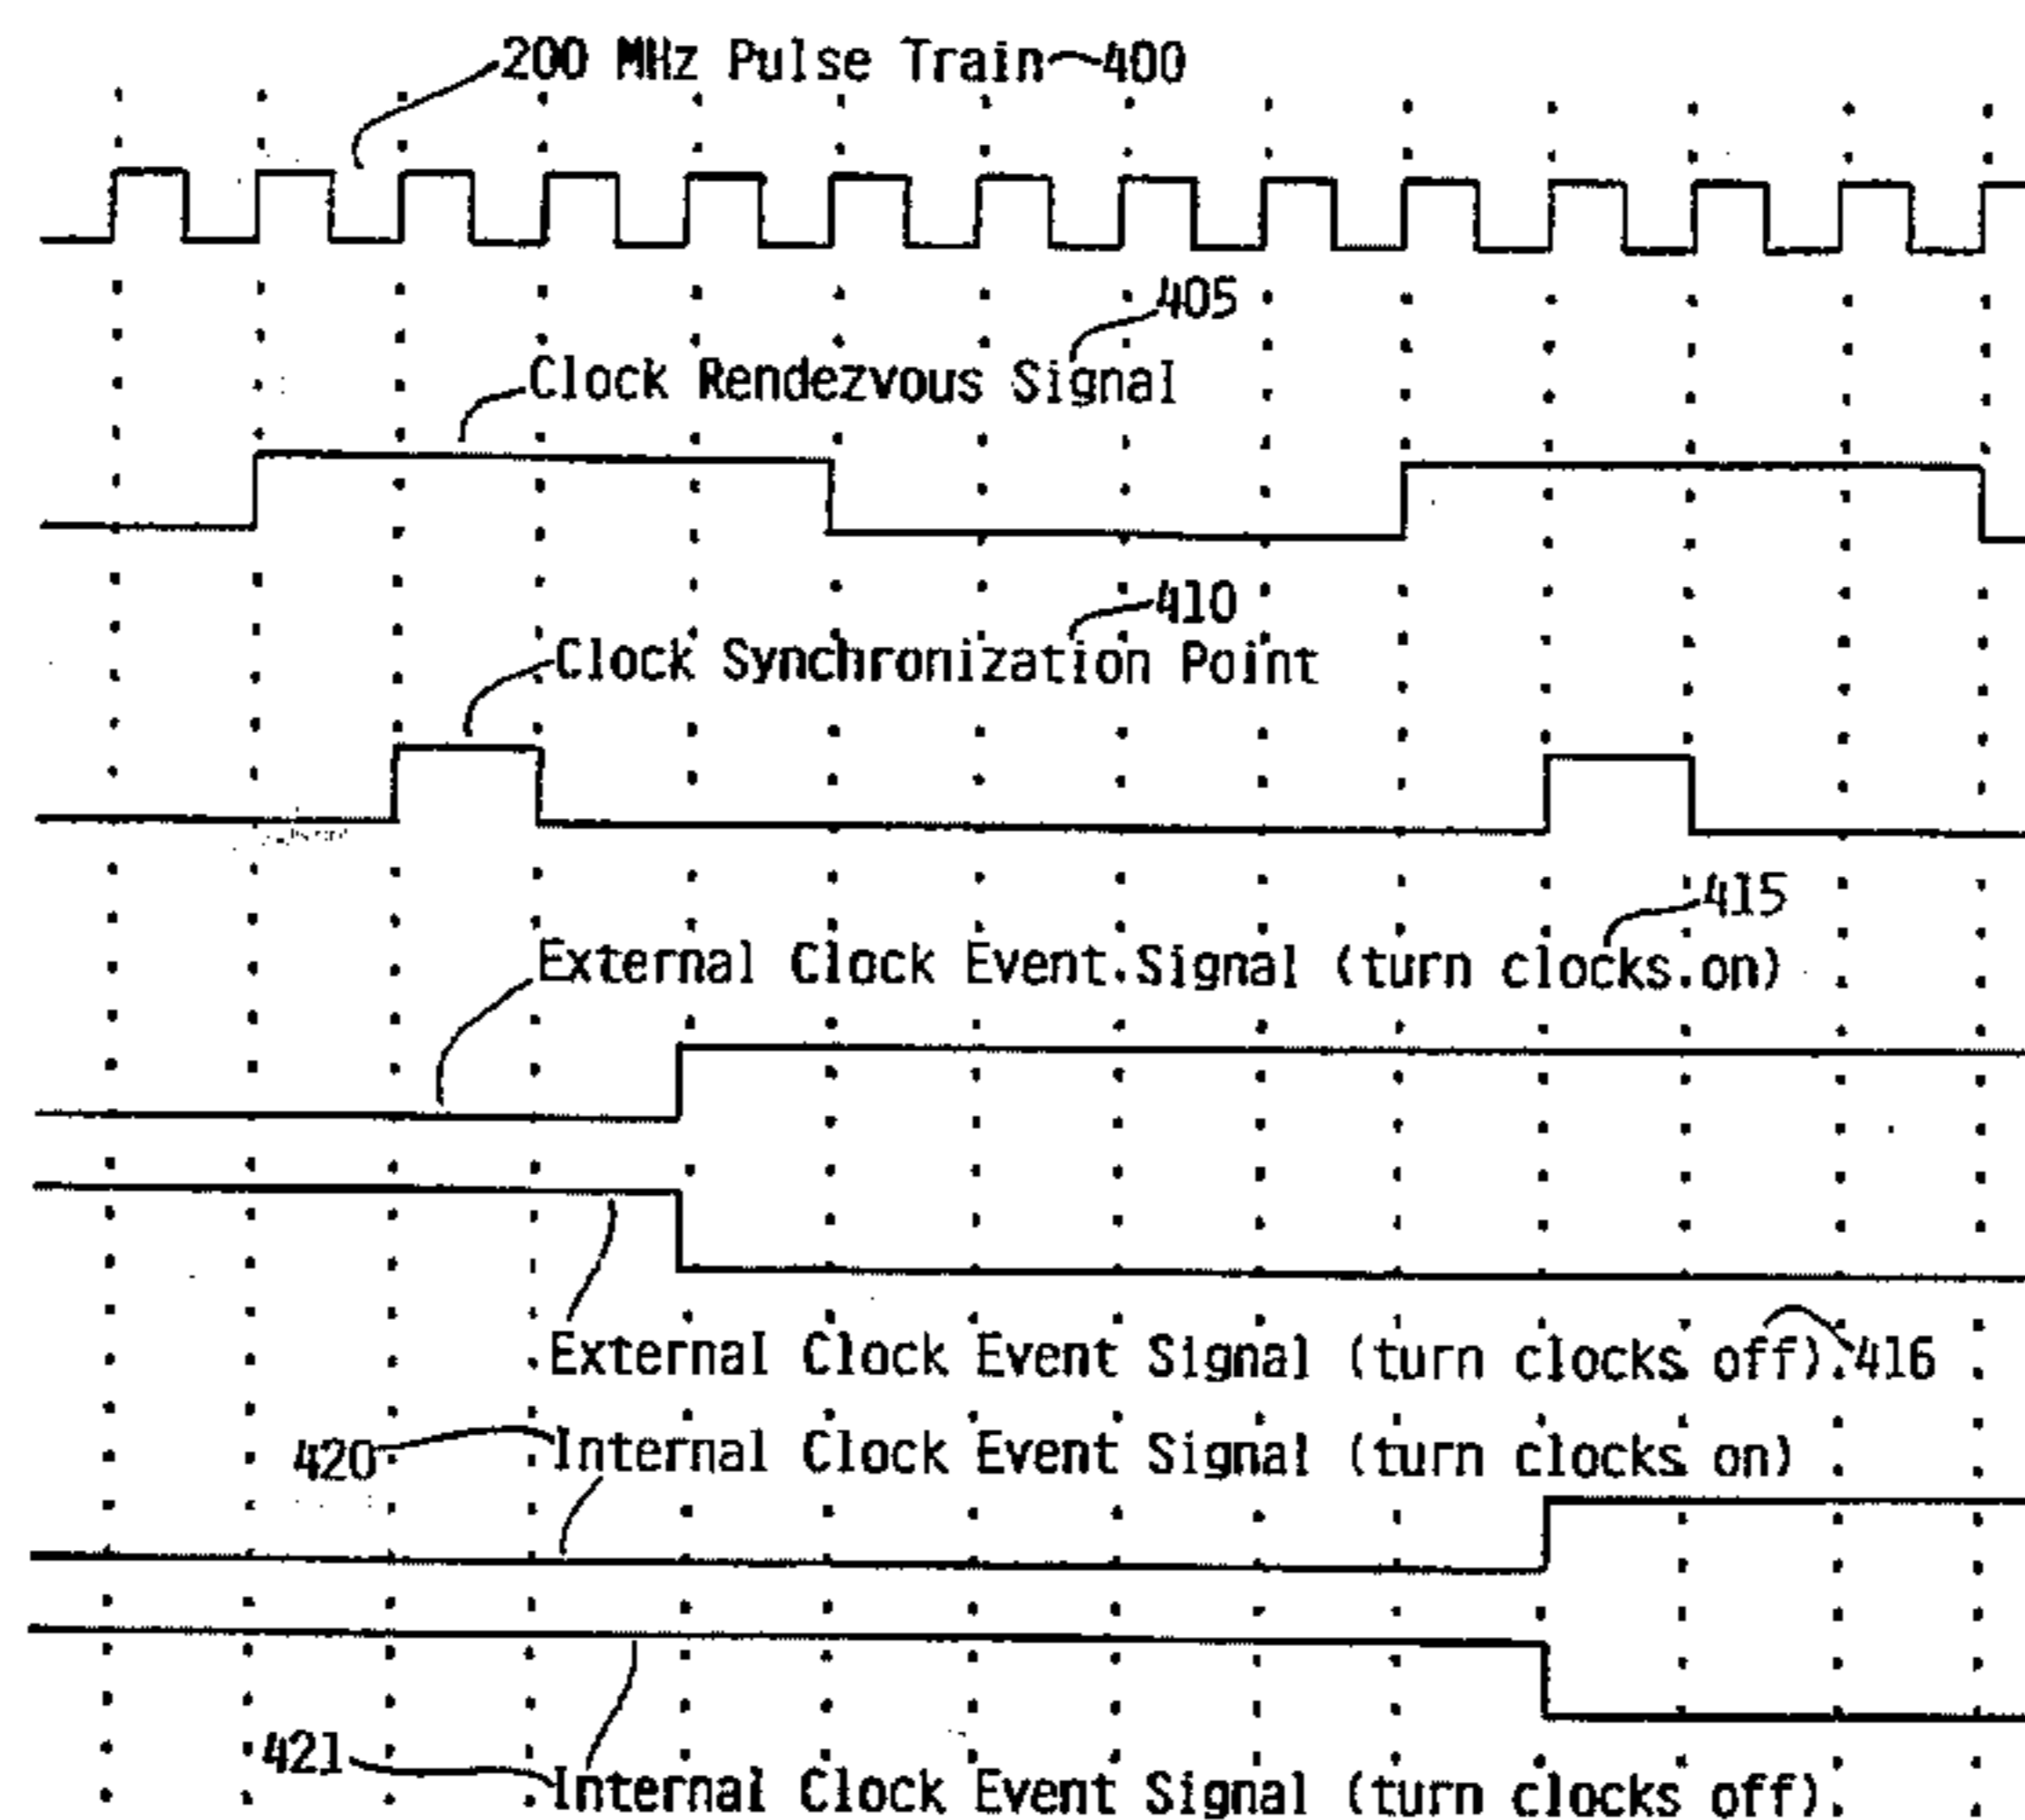 200 MHz Pulse Train 400
405
Clock Rendezvous Signal
410
Clock Synchronization Point
415
External Clock Event Signal (turn clocks on)
External Clock Event Signal (turn clocks off) 416
420 Internal Clock Event Signal (turn clocks on)
421 Internal Clock Event Signal (turn clocks off)